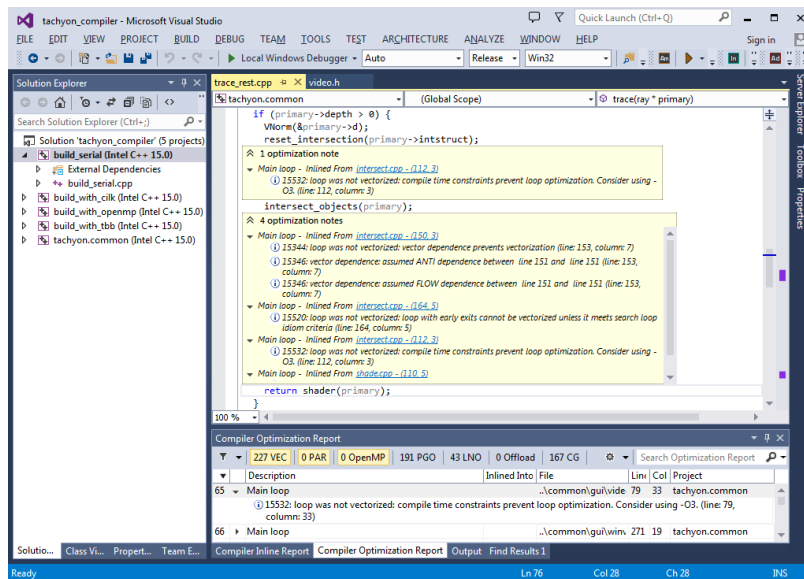 tachyon_compiler - Microsoft Visual Studio
Quick Launch (Ctrl+Q)
FILE EDIT VIEW PROJECT BUILD DEBUG TEAM TOOLS TEST ARCHITECTURE ANALYZE WINDOW HELP Sign in
Local Windows Debugger Auto Release Win32
Solution Explorer
Search Solution Explorer (Ctrl+;)
Solution 'tachyon_compiler' (5 projects)
build_serial (Intel C++ 15.0)
External Dependencies
build_serial.cpp
build_with_cilk (Intel C++ 15.0)
build_with_openmp (Intel C++ 15.0)
build_with_tbb (Intel C++ 15.0)
tachyon.common (Intel C++ 15.0)
trace_rest.cpp video.h
tachyon.common (Global Scope) trace(ray * primary)
if (primary->depth > 0) {
VNorm(&primary->d);
reset_intersection(primary->intstruct);
1 optimization note
Main loop - Inlined From intersect.cpp - (112, 3)
15532: loop was not vectorized: compile time constraints prevent loop optimization. Consider using -
O3. (line: 112, column: 3)
intersect_objects(primary);
4 optimization notes
Main loop - Inlined From intersect.cpp - (150, 3)
15344: loop was not vectorized: vector dependence prevents vectorization (line: 153, column: 7)
15346: vector dependence: assumed ANTI dependence between line 151 and line 151 (line: 153,
column: 7)
15346: vector dependence: assumed FLOW dependence between line 151 and line 151 (line: 153,
column: 7)
Main loop - Inlined From intersect.cpp - (164, 5)
15520: loop was not vectorized: loop with early exits cannot be vectorized unless it meets search loop
idiom criteria (line: 164, column: 5)
Main loop - Inlined From intersect.cpp - (112, 3)
15532: loop was not vectorized: compile time constraints prevent loop optimization. Consider using -
O3. (line: 112, column: 3)
Main loop - Inlined From shade.cpp - (110, 5)
return shader(primary);
}
100 %
Server Explorer
Toolbox
Properties
Compiler Optimization Report
227 VEC 0 PAR 0 OpenMP 191 PGO 43 LNO 0 Offload 167 CG Search Optimization Report
Description Inlined Into File Line Col Project
65 Main loop ..\common\gui\vide 79 33 tachyon.common
15532: loop was not vectorized: compile time constraints prevent loop optimization. Consider using -O3. (line: 79,
column: 33)
66 Main loop ..\common\gui\winv 271 19 tachyon.common
Solutio... Class Vi... Propert... Team E...
Compiler Inline Report Compiler Optimization Report Output Find Results 1
Ready Ln 76 Col 28 Ch 28 INS